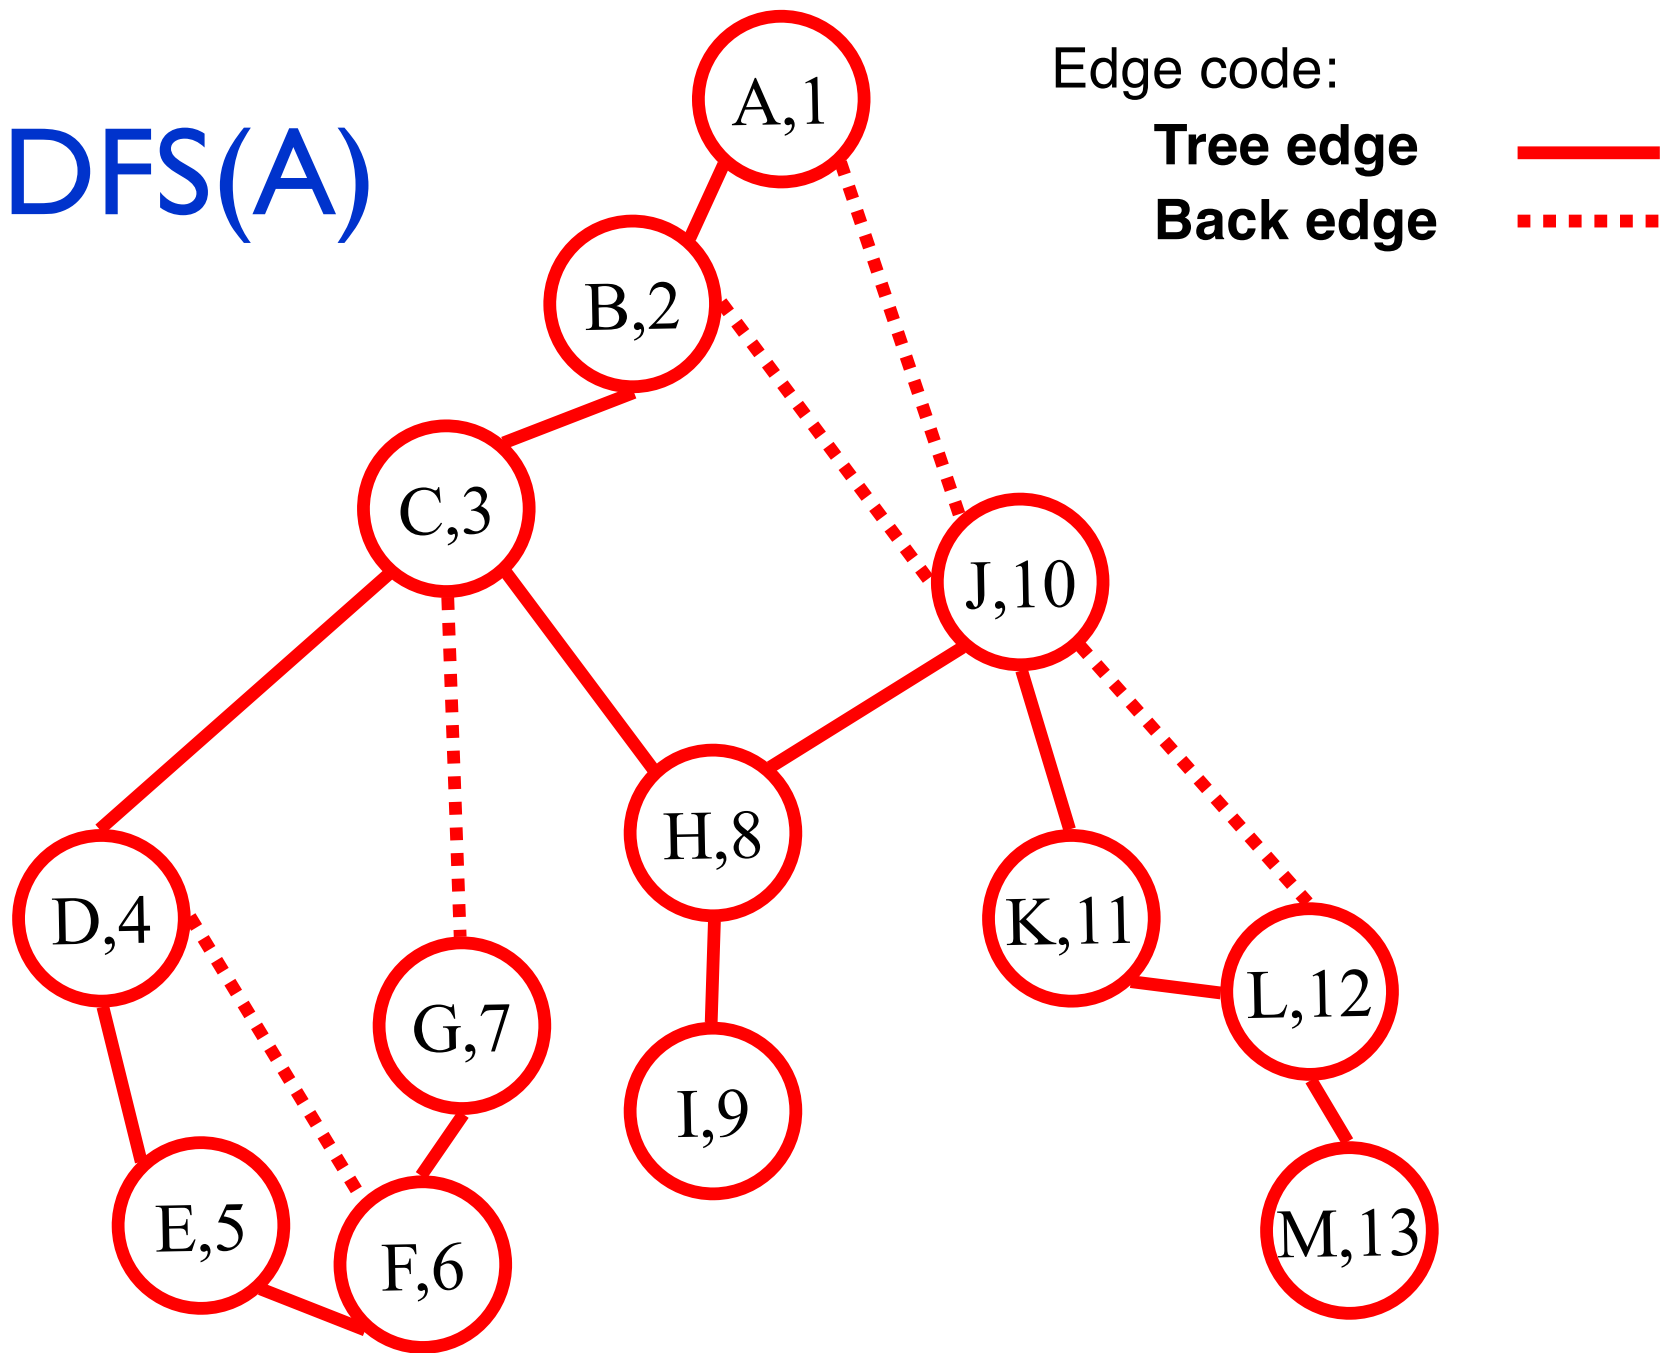 A,1
Edge code:
Tree edge
DFS(A)
Back edge
B,2
C,3
J,10
H,8
D,4
K,11
L,12
G,7
I,9
E,5
F,6
M,13